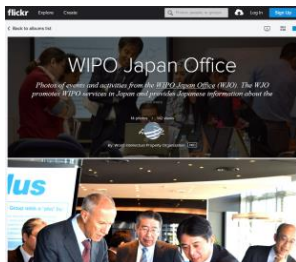 flickr Explore Create Log In Sign Up
Back to albums list
WIPO Japan Office
Photos of events and activities from the WIPO Japan Office (WJO). The WJO
promotes WIPO services in Japan and provides Japanese information about the
By: World Intellectual Property Organization
lus